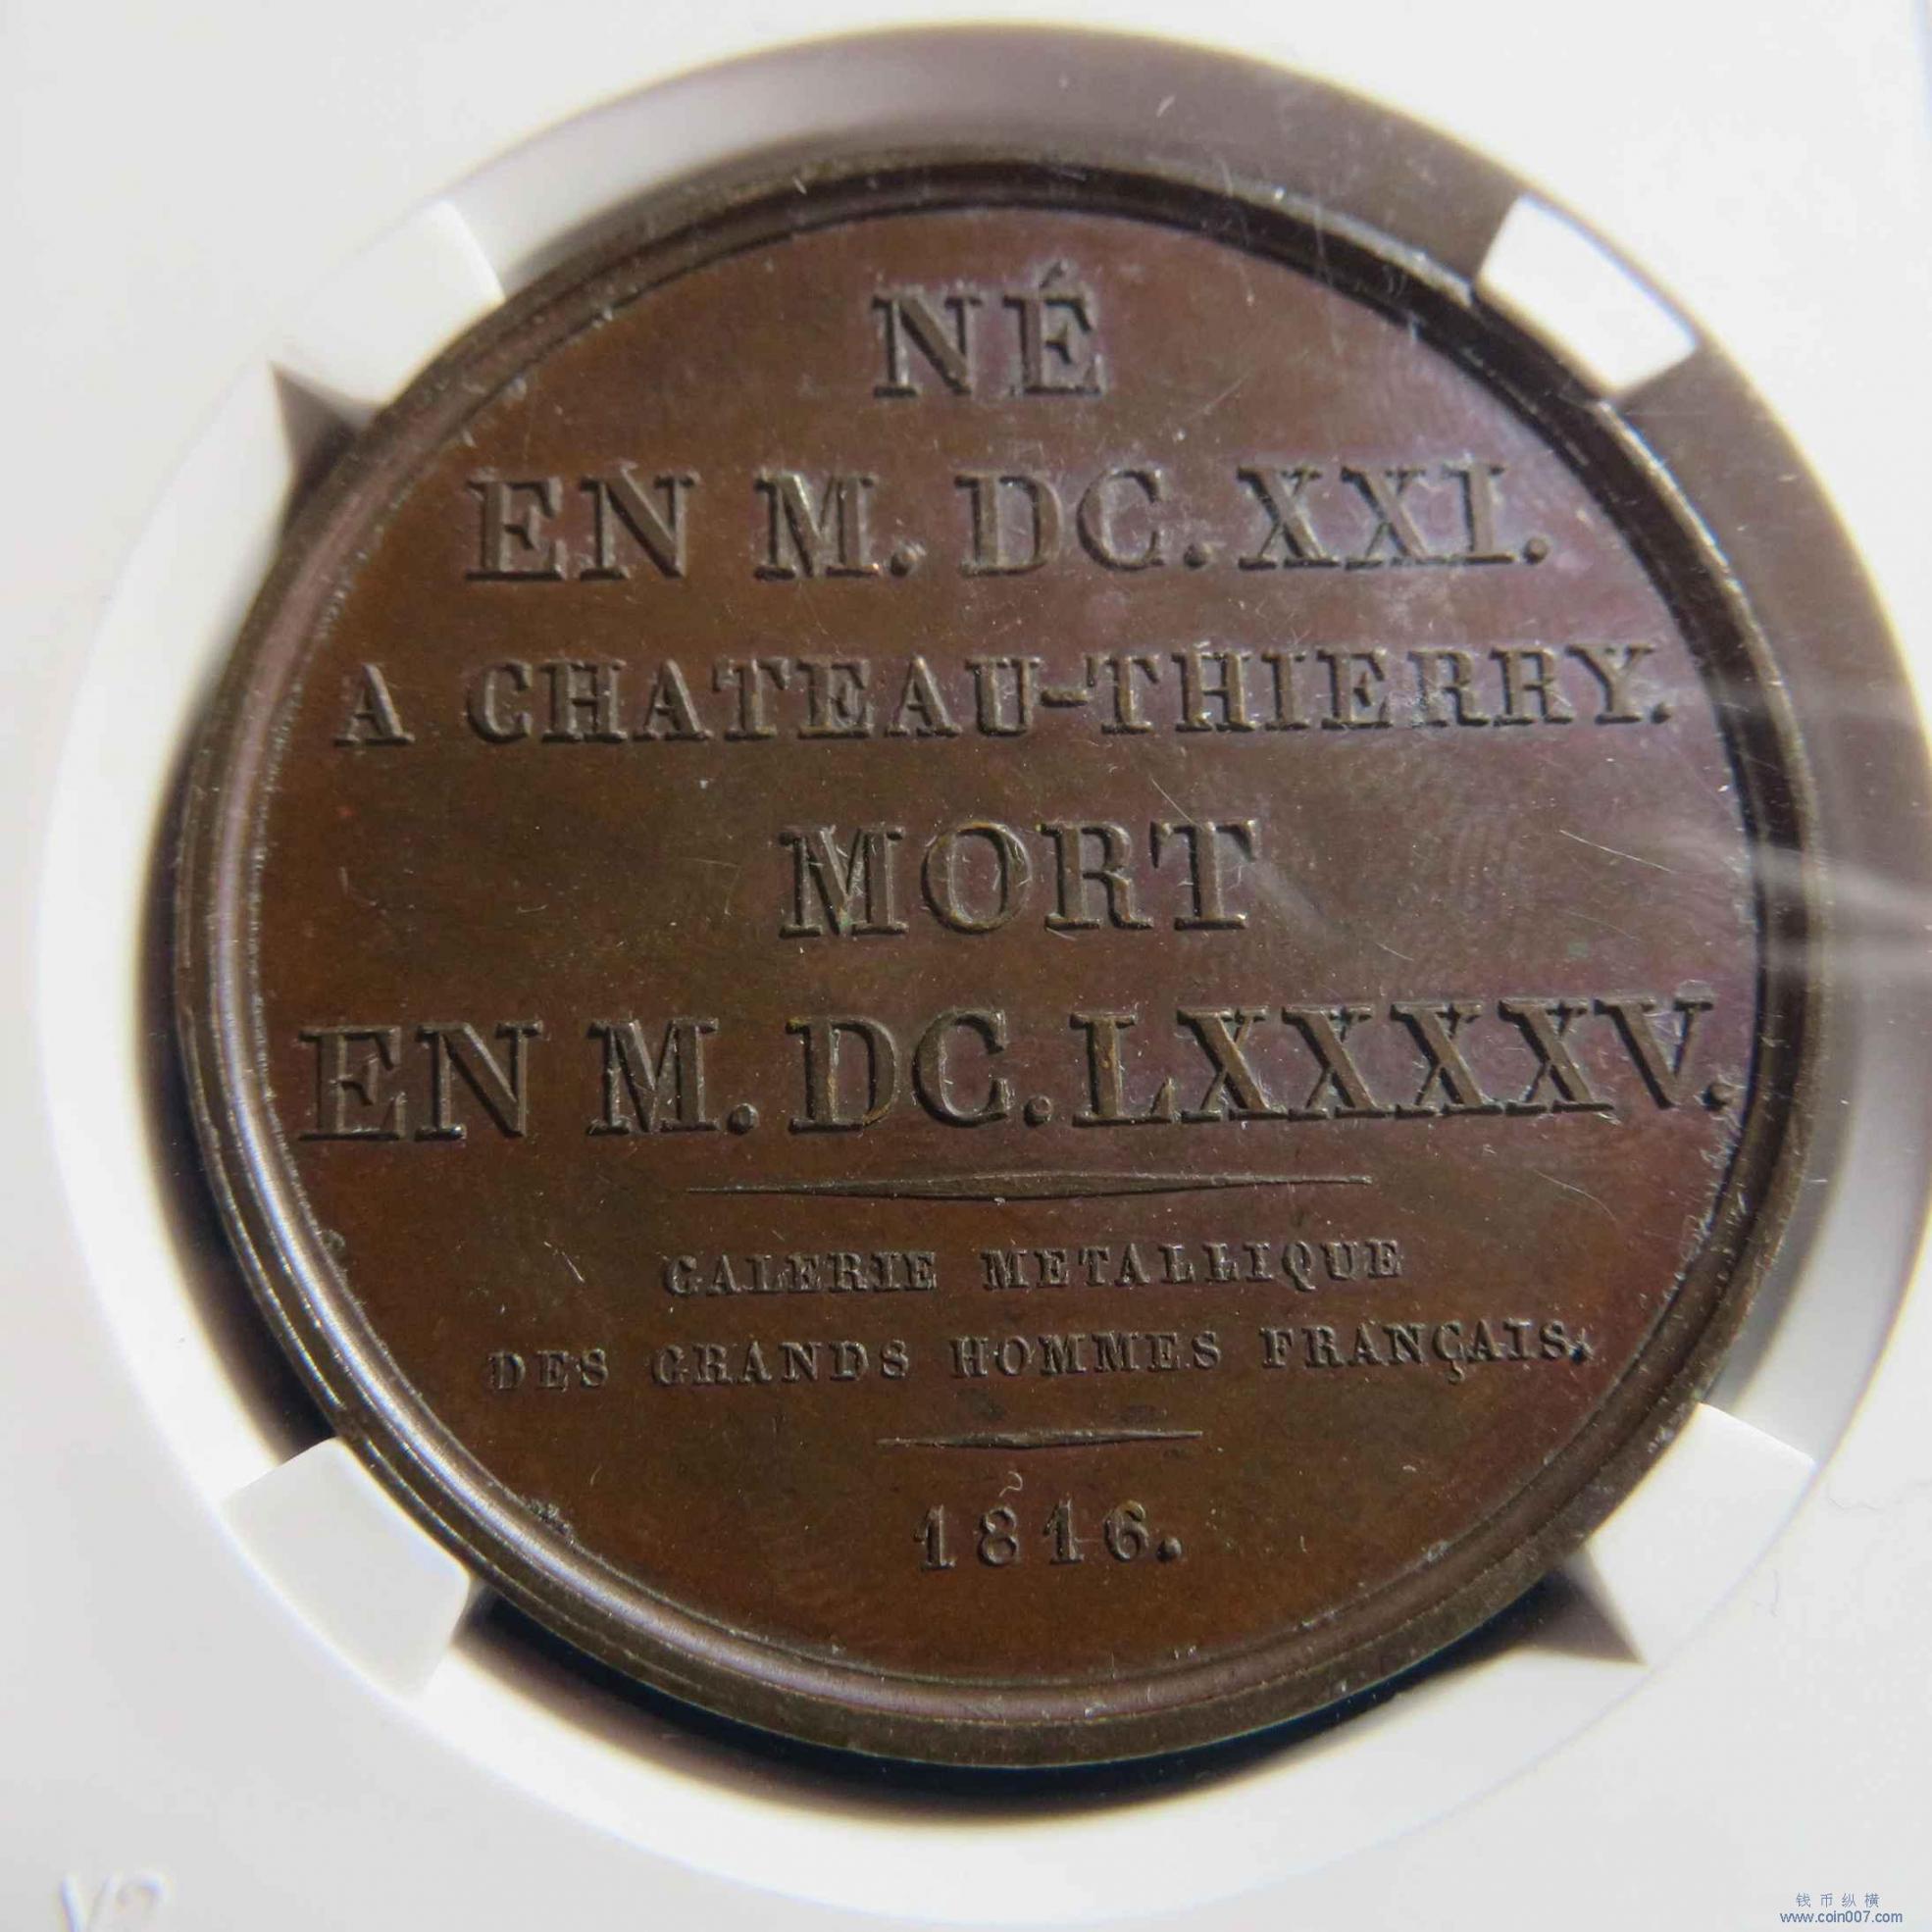 NÉ
EN M. DC. XXI.
A CHATEAU-THIERRY.
MORT
EN M. DC. LXXXXV.
GALERIE METALLIQUE
DES GRANDS HOMMES FRANÇAIS.
1816.
钱币纵横
www.coin007.com